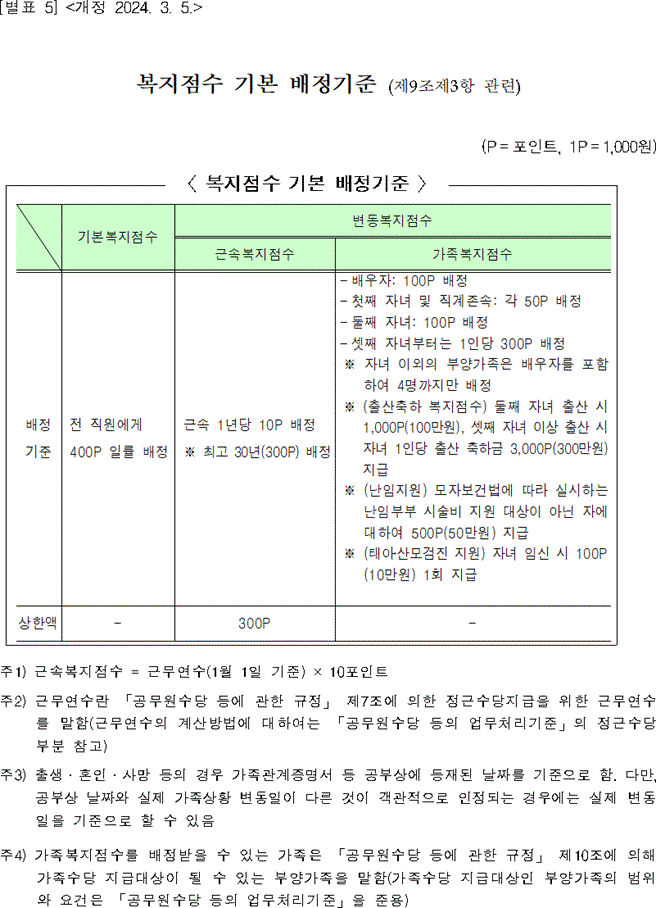 [별표 5] <개정 2024. 3. 5.>
복지점수 기본 배정기준 (제9조제3항 관련)
(P=포인트, 1P=1,000원)
< 복지점수 기본 배정기준 >
기본복지점수
변동복지점수
근속복지점수
가족복지점수
배정
기준
전 직원에게
400P 일률 배정
근속 1년당 10P 배정
※ 최고 30년(300P) 배정
- 배우자: 100P 배정
- 첫째 자녀 및 직계존속: 각 50P 배정
- 둘째 자녀: 100P 배정
- 셋째 자녀부터는 1인당 300P 배정
※ 자녀 이외의 부양가족은 배우자를 포함
하여 4명까지만 배정
※ (출산축하 복지점수) 둘째 자녀 출산 시
1,000P(100만원), 셋째 자녀 이상 출산 시
자녀 1인당 출산 축하금 3,000P(300만원)
지급
※ (난임지원) 모자보건법에 따라 실시하는
난임부부 시술비 지원 대상이 아닌 자에
대하여 500P(50만원) 지급
※ (태아산모검진 지원) 자녀 임신 시 100P
(10만원) 1회 지급
상한액
-
300P
-
주1) 근속복지점수 = 근무연수(1월 1일 기준) × 10포인트
주2) 근무연수란 「공무원수당 등에 관한 규정」 제7조에 의한 정근수당지급을 위한 근무연수
를 말함(근무연수의 계산방법에 대하여는 「공무원수당 등의 업무처리기준」의 정근수당
부분 참고)
주3) 출생·혼인·사망 등의 경우 가족관계증명서 등 공부상에 등재된 날짜를 기준으로 함. 다만,
공부상 날짜와 실제 가족상황 변동일이 다른 것이 객관적으로 인정되는 경우에는 실제 변동
일을 기준으로 할 수 있음
주4) 가족복지점수를 배정받을 수 있는 가족은 「공무원수당 등에 관한 규정」 제10조에 의해
가족수당 지급대상이 될 수 있는 부양가족을 말함(가족수당 지급대상인 부양가족의 범위
와 요건은 「공무원수당 등의 업무처리기준」을 준용)